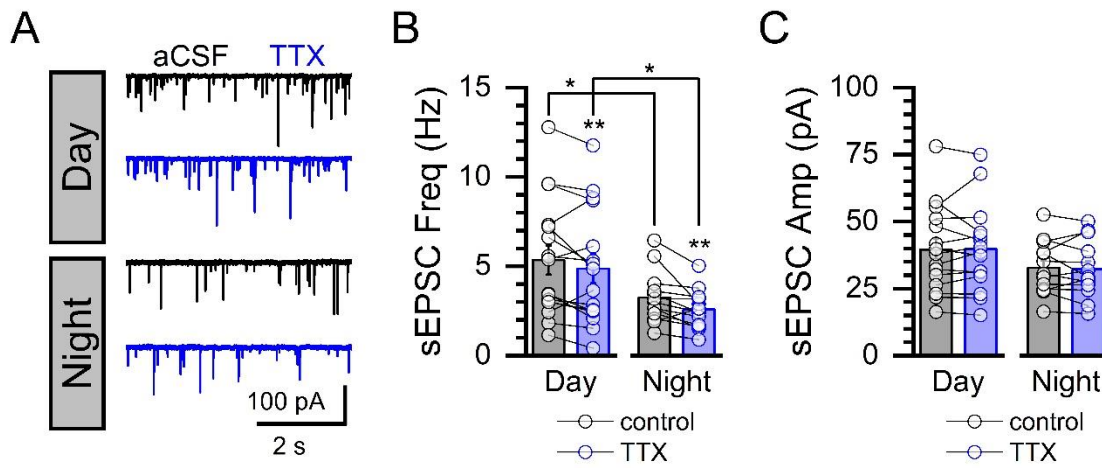 A
aCSF TTX
Day
Night
100 pA
2 s
B
sEPSC Freq (Hz)
15
10
5
0
* *
**
**
Day Night
control
TTX
C
sEPSC Amp (pA)
100
75
50
25
0
Day Night
control
TTX